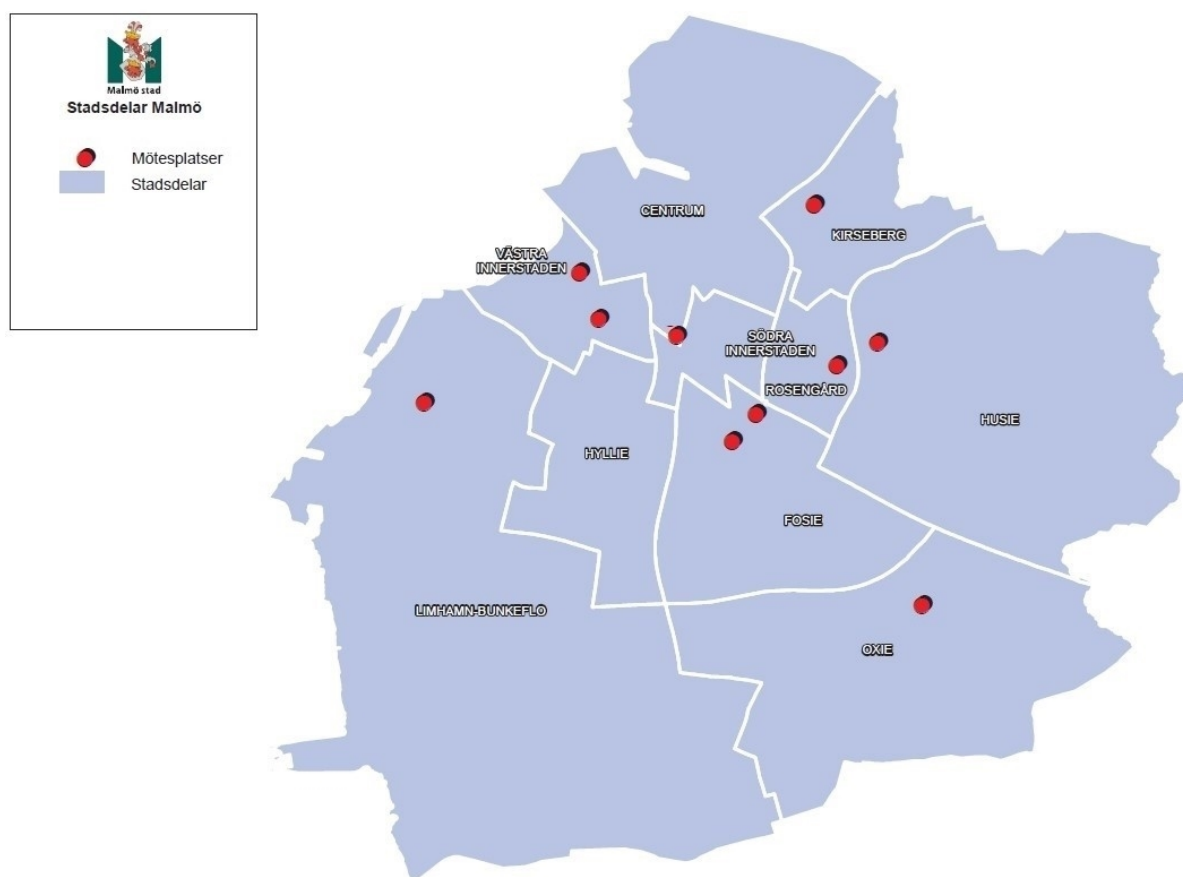 Malmö stad
Stadsdelar Malmö
Mötesplatser
Stadsdelar
CENTRUM
KIRSEBERG
VÄSTRA
INNERSTADEN
SÖDRA
INNERSTADEN
ROSENGÅRD
HUSIE
HYLLIE
FOSIE
LIMHAMN-BUNKEFLO
OXIE